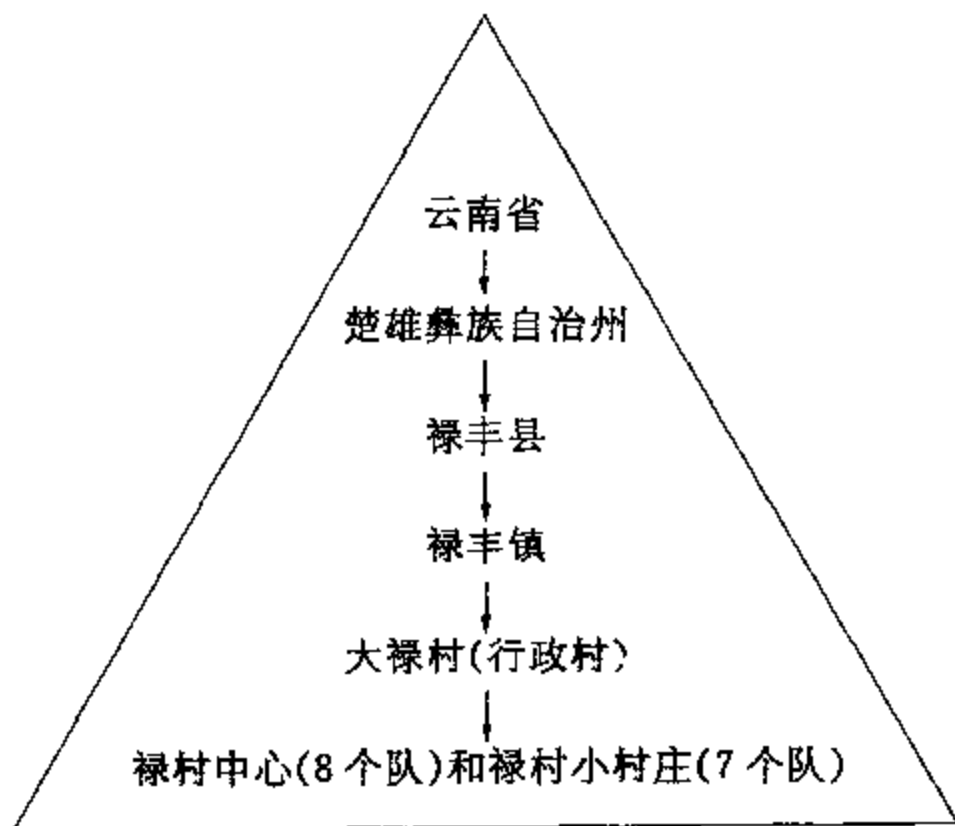 云南省
楚雄彝族自治州
禄丰县
禄丰镇
大禄村(行政村)
禄村中心(8个队)和禄村小村庄(7个队)